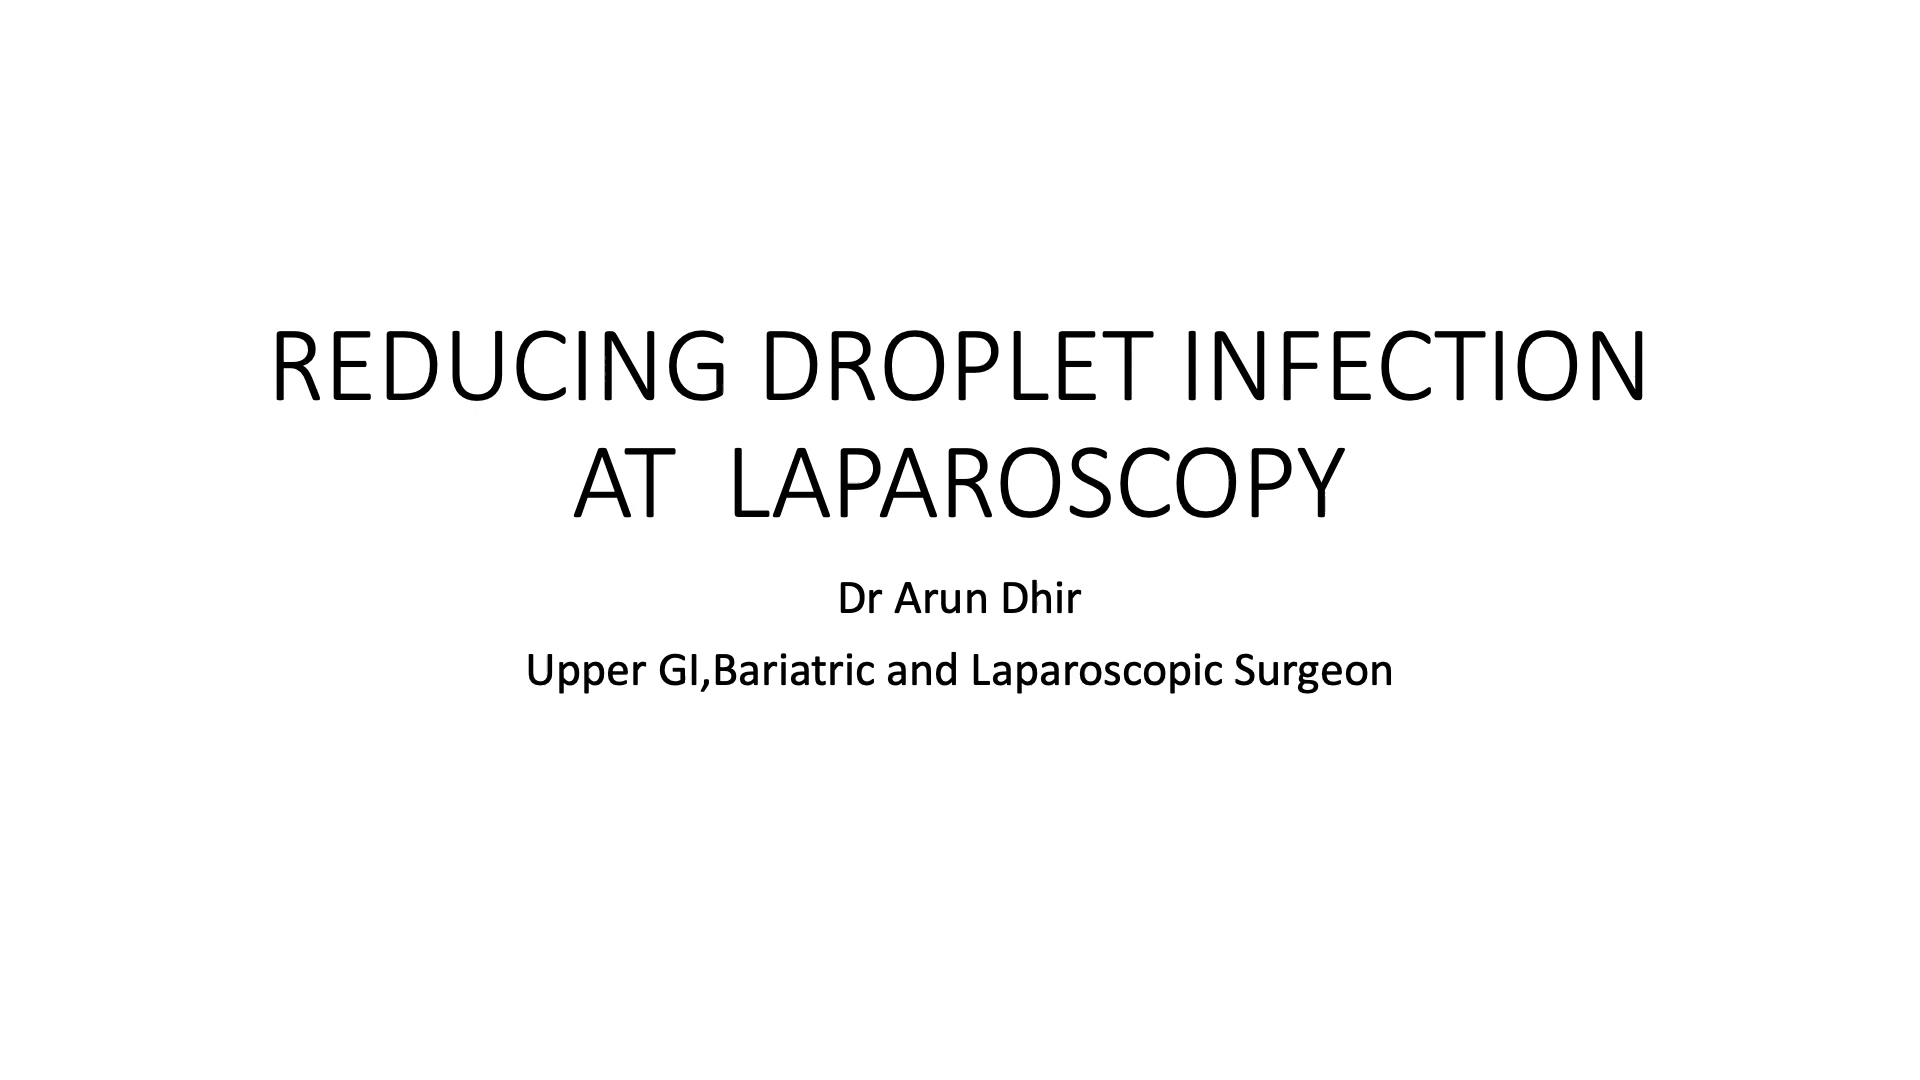 REDUCING DROPLET INFECTION
AT  LAPAROSCOPY
Dr Arun Dhir
Upper GI,Bariatric and Laparoscopic Surgeon